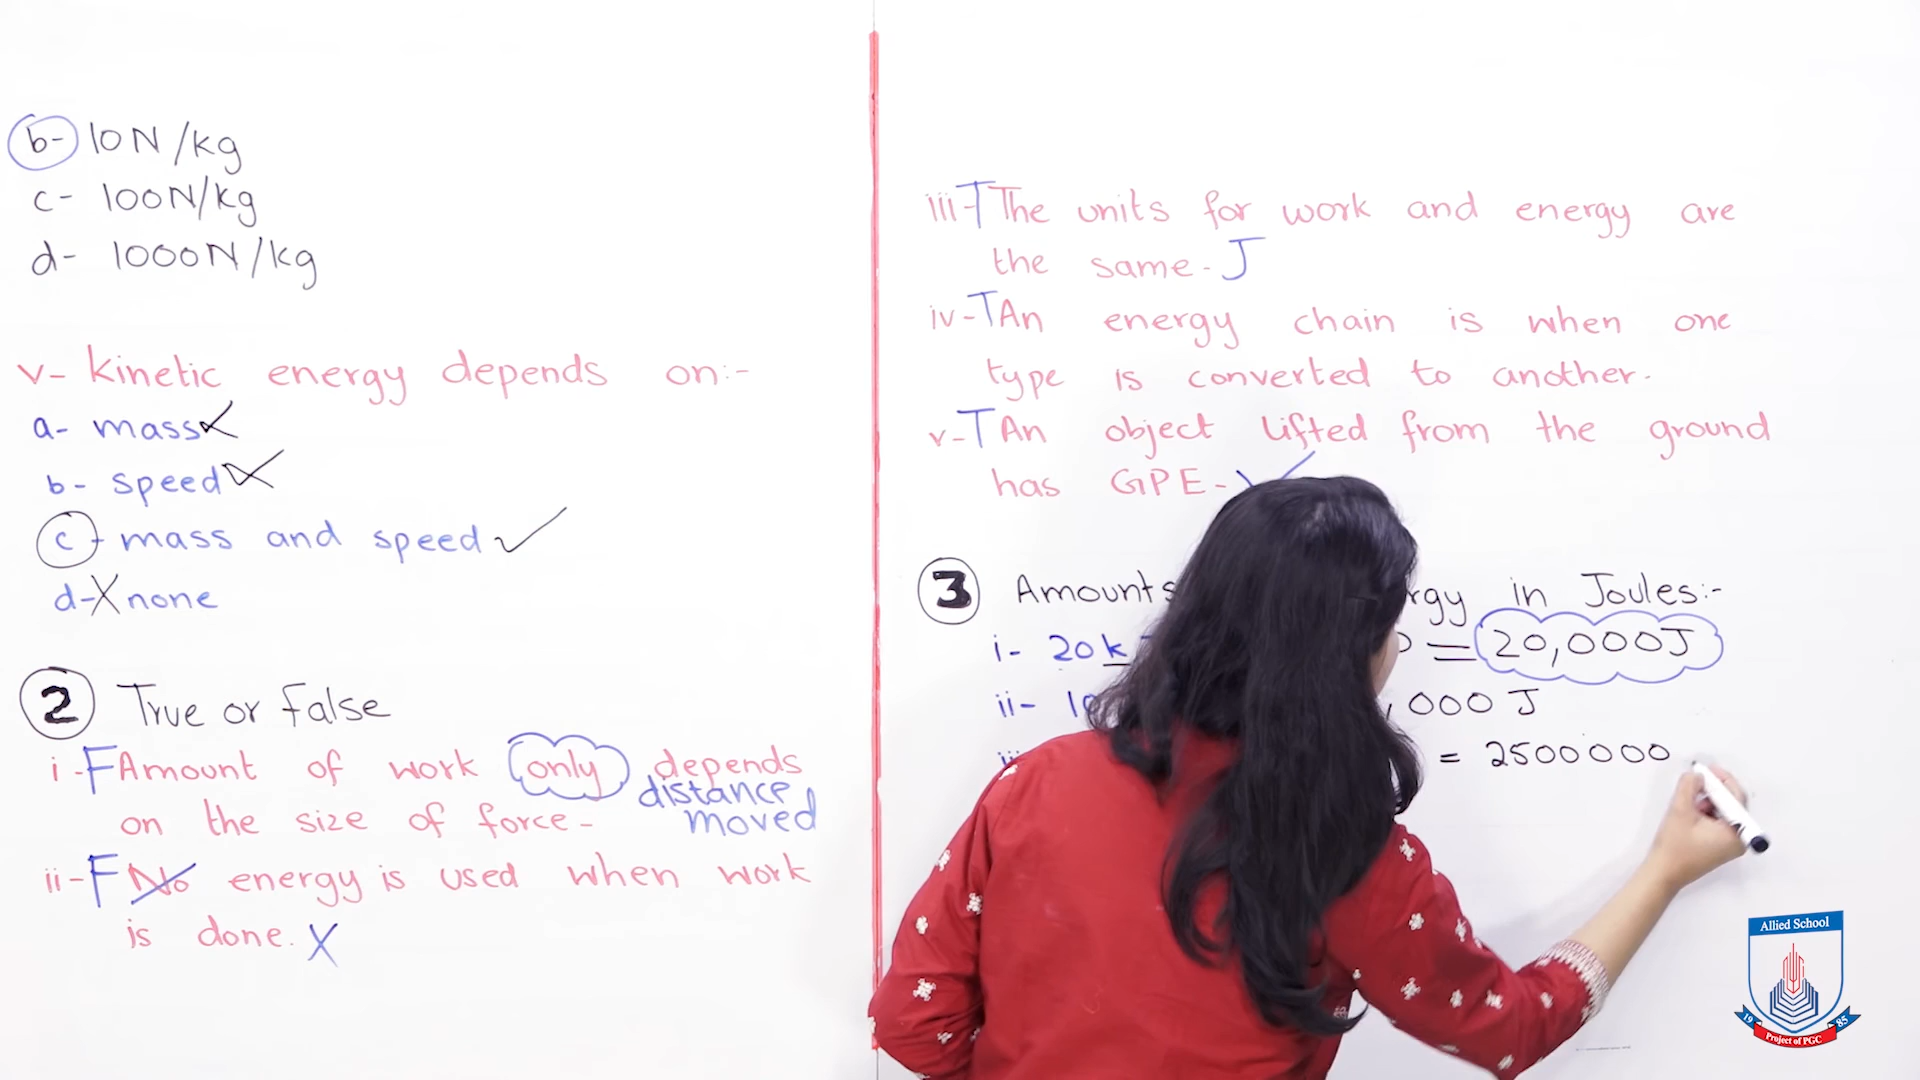 b- 10N/kg
c- 100N/kg
d- 1000N/kg
v- kinetic energy depends on:-
a- mass
b- speed
c- mass and speed ✓
d- X none
2 True or False
i- F Amount of work only depends
distance
on the size of force-
moved
ii- F No energy is used when work
is done. X
iii- T The units for work and energy are
the same- J
iv- T An energy chain is when one
type is converted to another.
v- T An object lifted from the ground
has GPE-
3 Amounts in Joules:-
i- 20k = 20,000J
ii- ,000 J
= 2500000
Allied School
1985
Project of PGC